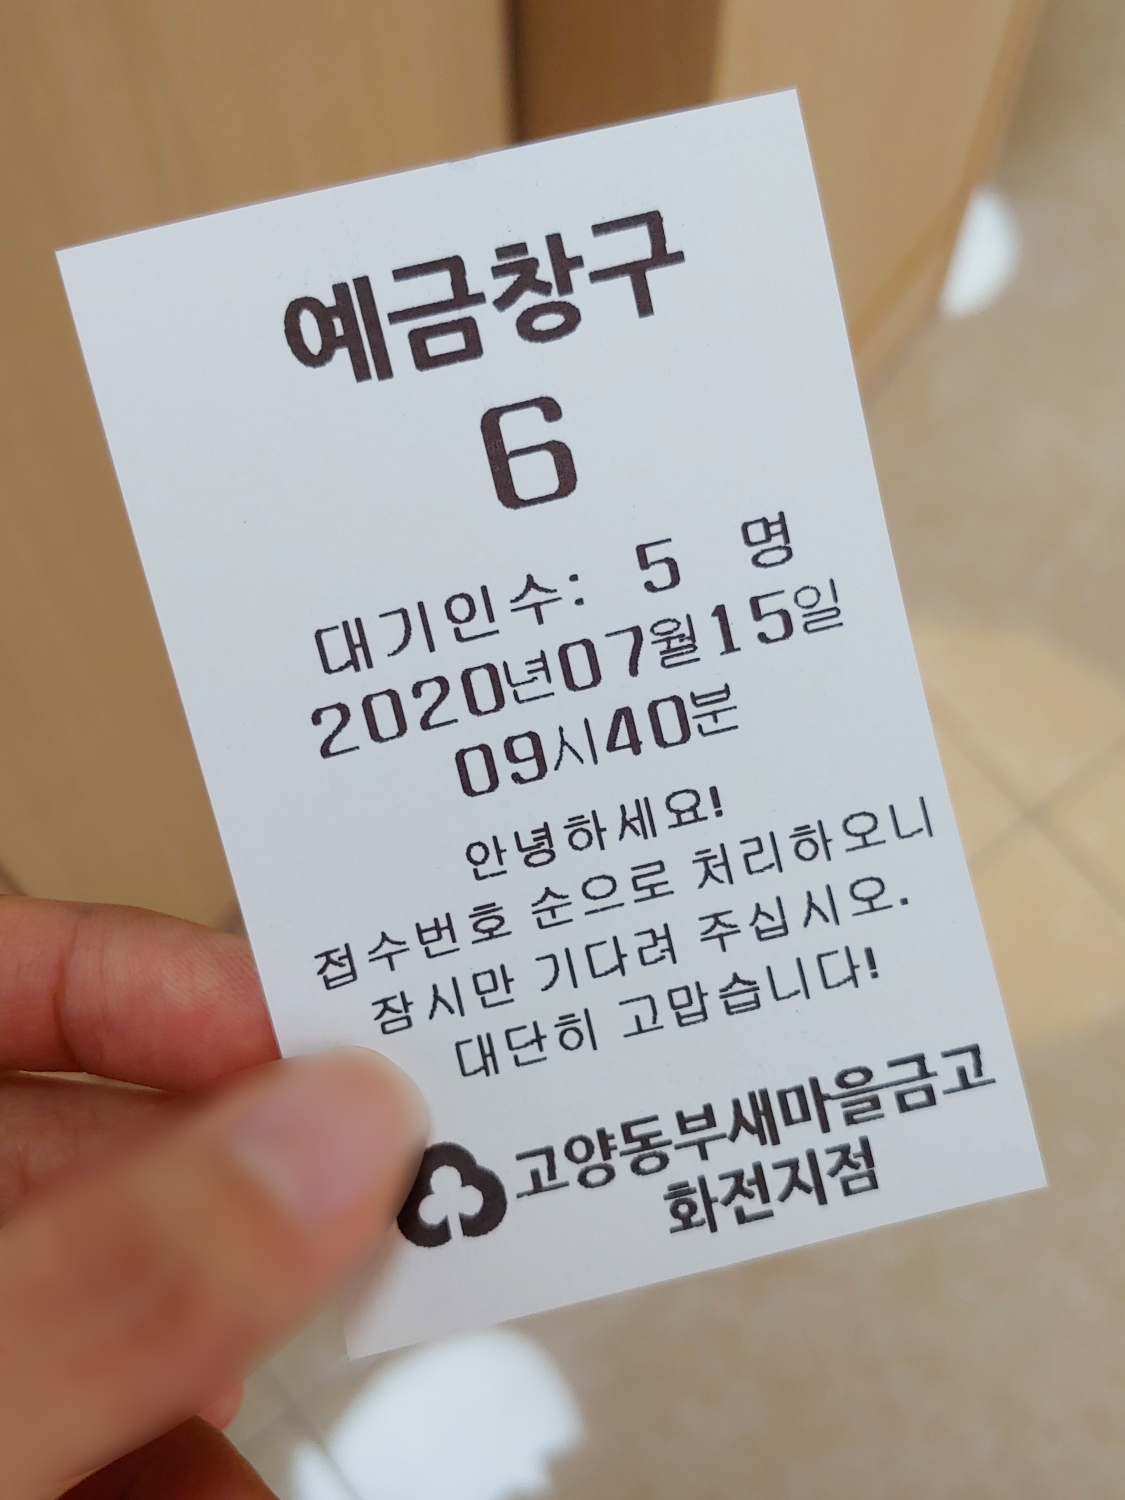 예금창구
6
대기인수: 5 명
2020년07월15일
09시40분
안녕하세요!
접수번호 순으로 처리하오니
잠시만 기다려 주십시오.
대단히 고맙습니다!
고양동부새마을금고
화전지점